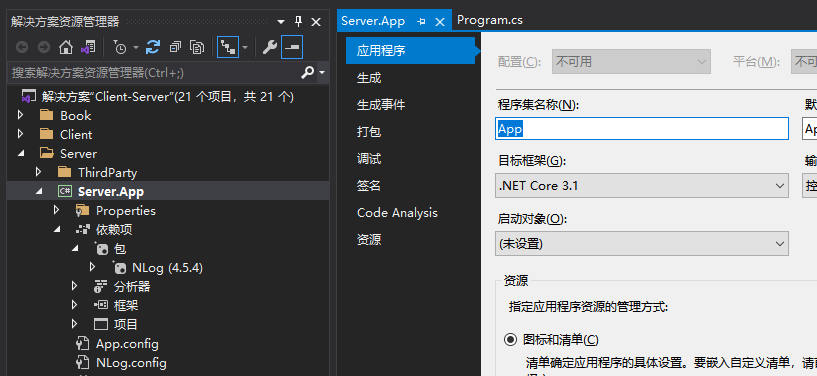 解决方案资源管理器
搜索解决方案资源管理器(Ctrl+;)
解决方案"Client-Server"(21 个项目，共 21 个)
Book
Client
Server
ThirdParty
Server.App
Properties
依赖项
包
NLog (4.5.4)
分析器
框架
项目
App.config
NLog.config
Server.App
Program.cs
应用程序
生成
生成事件
打包
调试
签名
Code Analysis
资源
配置(C):
不可用
平台(M):
不可
程序集名称(N):
App
目标框架(G):
.NET Core 3.1
启动对象(O):
(未设置)
资源
指定应用程序资源的管理方式:
图标和清单(C)
清单确定应用程序的具体设置。要嵌入自定义清单，请